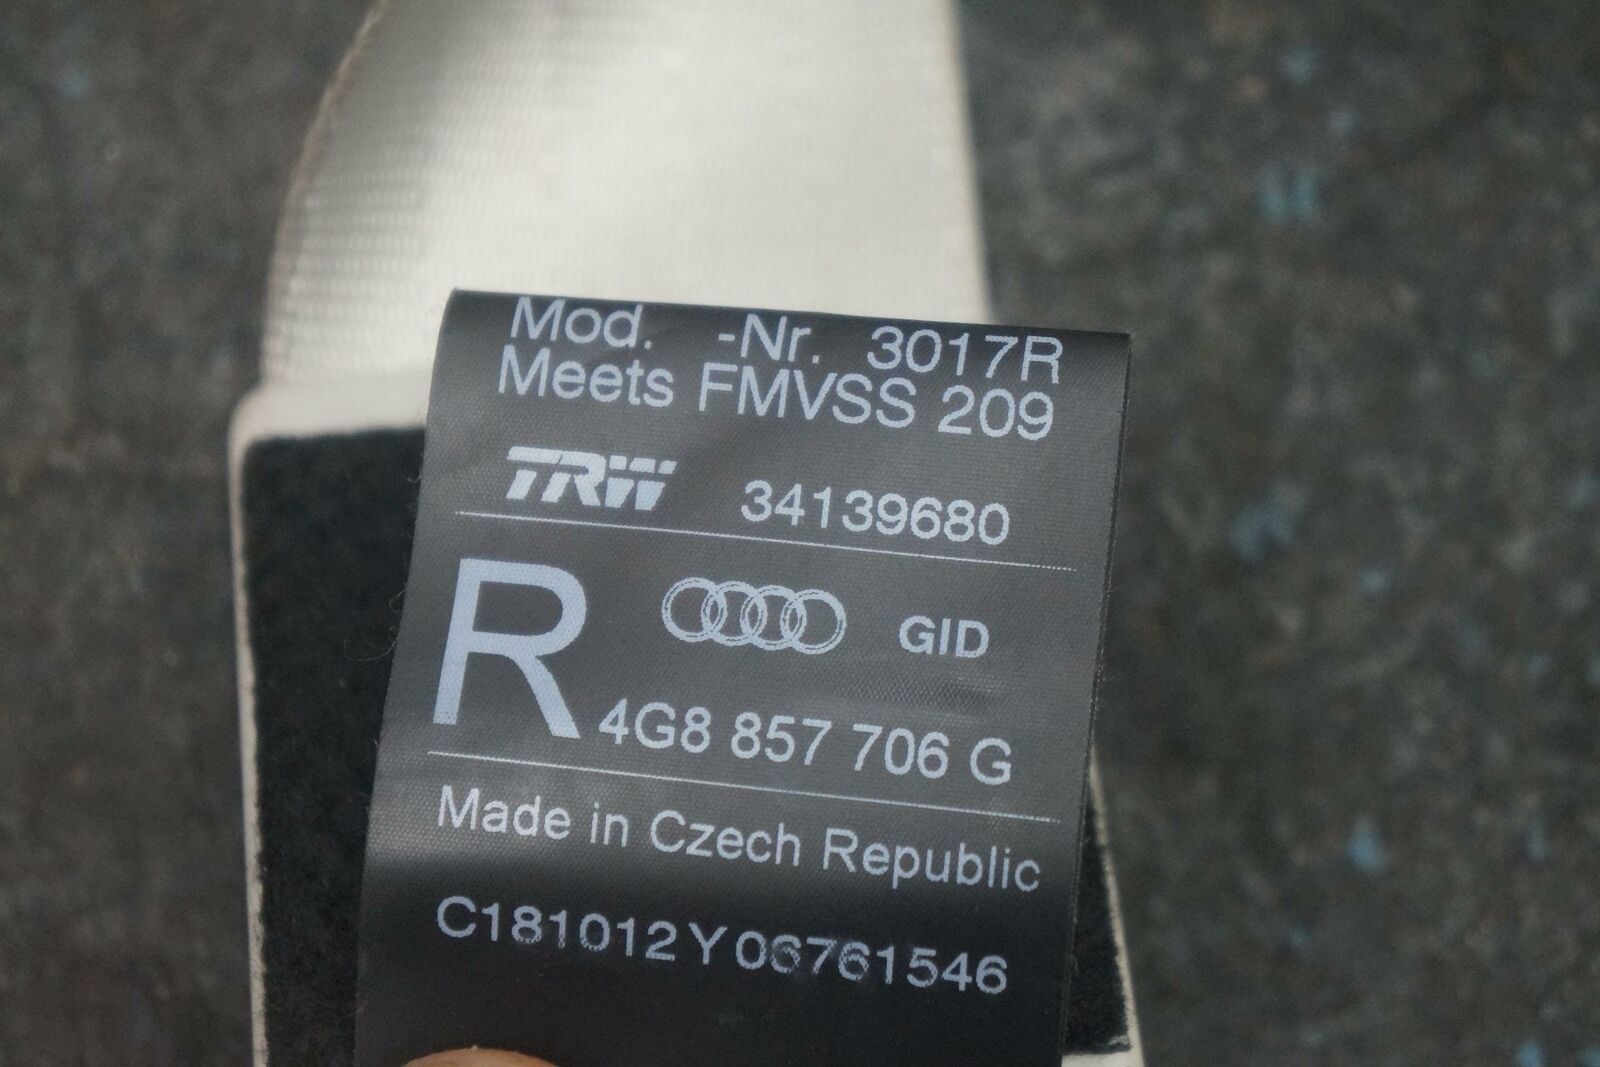 Mod. -Nr. 3017R
Meets FMVSS 209
TRW 34139680
R GID
4G8 857 706 G
Made in Czech Republic
C181012Y06761546